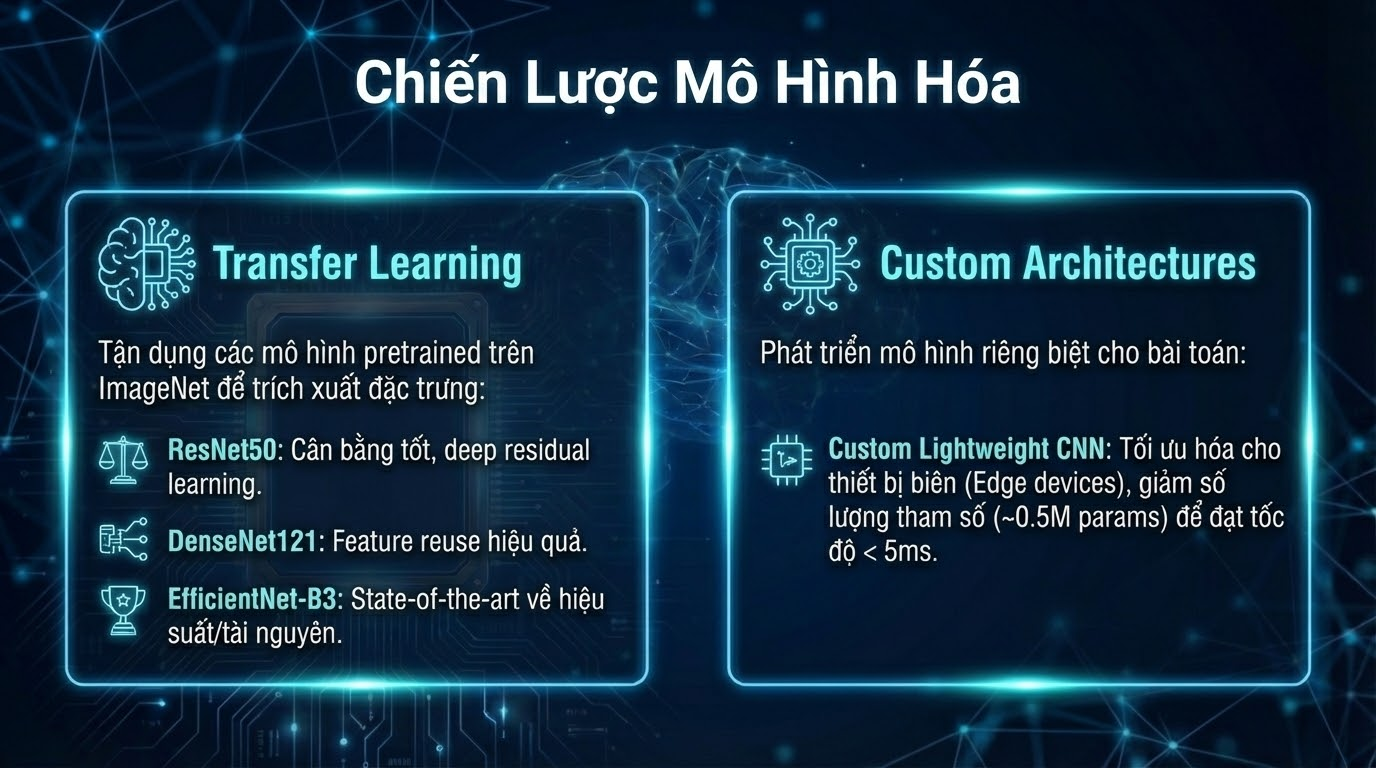 Chiến Lược Mô Hình Hóa
Transfer Learning
Tận dụng các mô hình pretrained trên
ImageNet để trích xuất đặc trưng:
ResNet50: Cân bằng tốt, deep residual
learning.
DenseNet121: Feature reuse hiệu quả.
EfficientNet-B3: State-of-the-art về hiệu
suất/tài nguyên.
Custom Architectures
Phát triển mô hình riêng biệt cho bài toán:
Custom Lightweight CNN: Tối ưu hóa cho
thiết bị biên (Edge devices), giảm số
lượng tham số (~0.5M params) để đạt tốc
độ < 5ms.